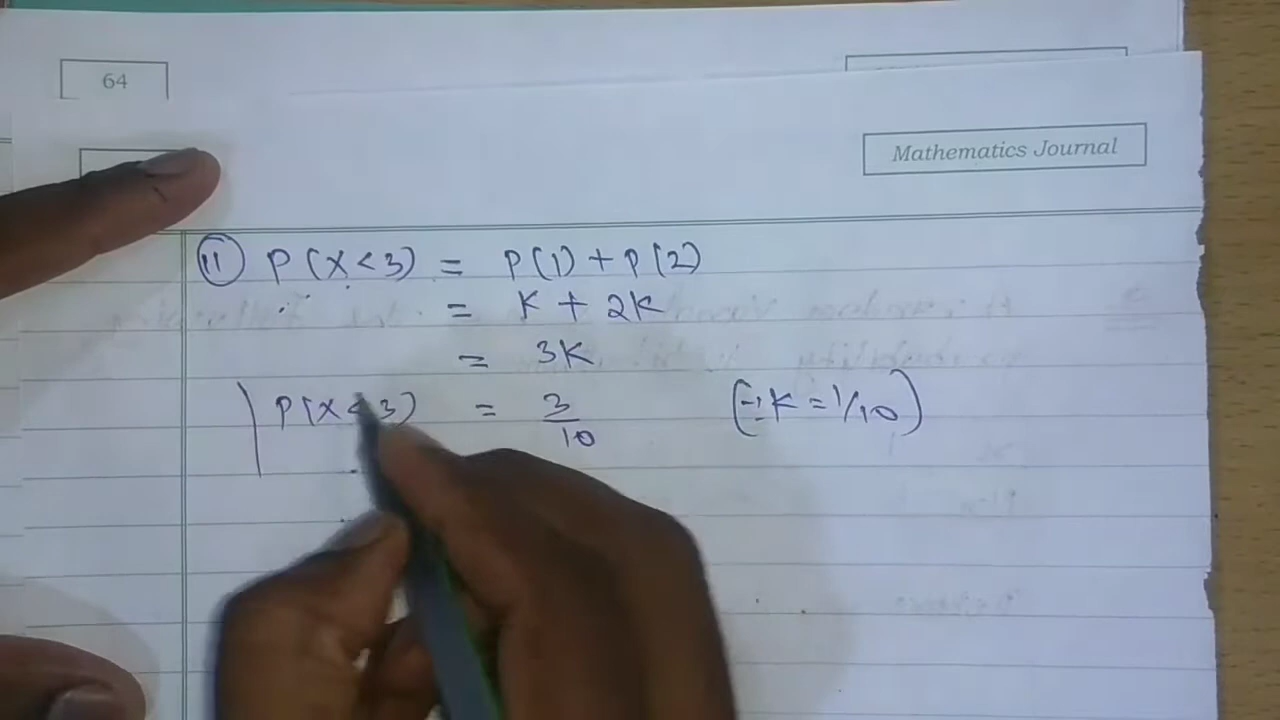 64
Mathematics Journal
(ii) P(X<3) = P(1) + P(2)
= K + 2K
= 3K
P(X<3) = 3/10 (∵ K = 1/10)